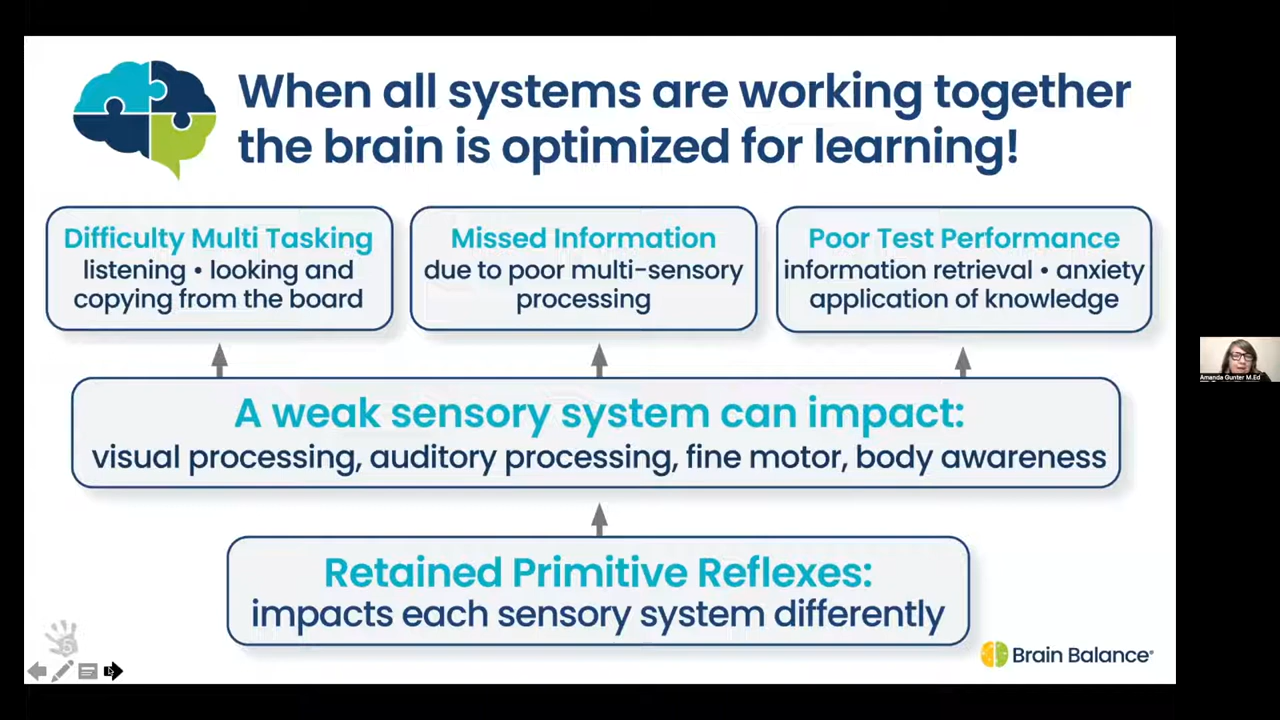 When all systems are working together
the brain is optimized for learning!
Difficulty Multi Tasking
listening • looking and
copying from the board
Missed Information
due to poor multi-sensory
processing
Poor Test Performance
information retrieval • anxiety
application of knowledge
A weak sensory system can impact:
visual processing, auditory processing, fine motor, body awareness
Retained Primitive Reflexes:
impacts each sensory system differently
Brain Balance®
Amanda Gunter M.Ed